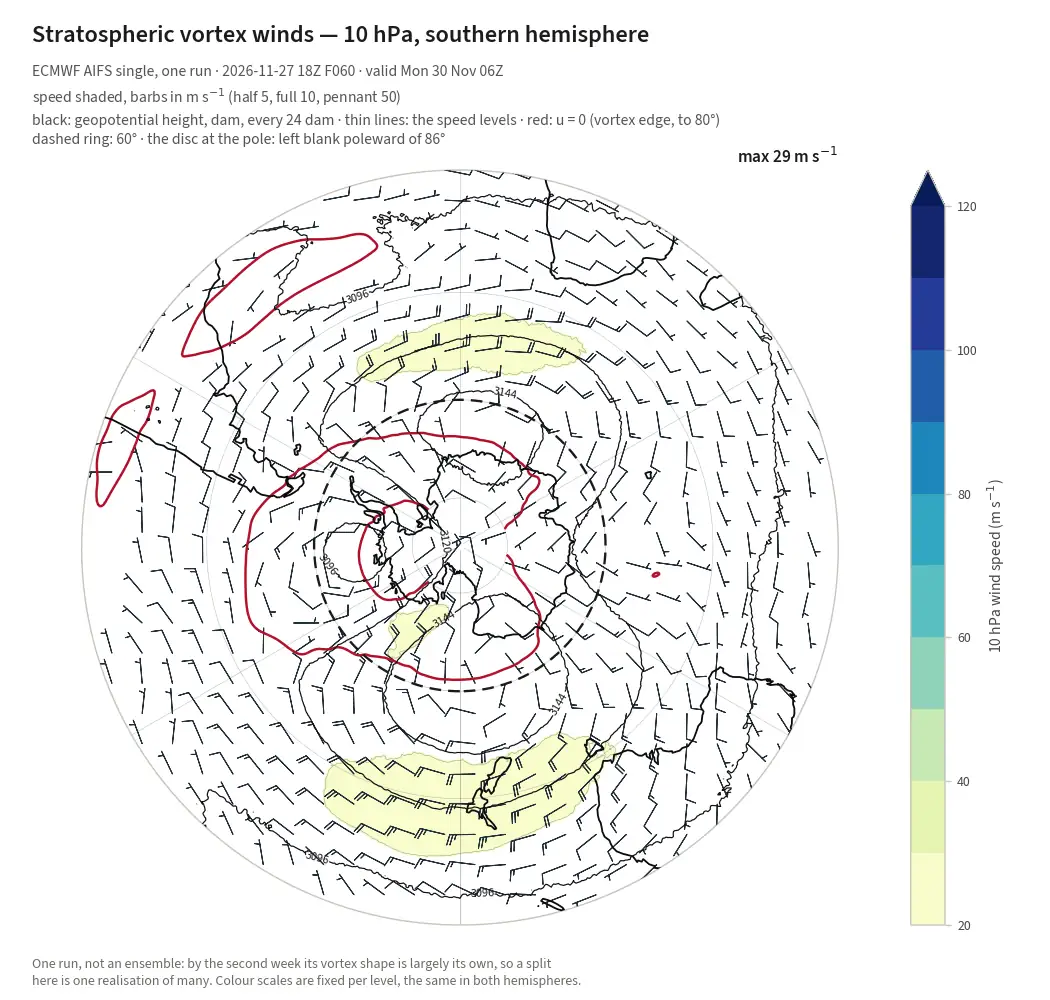 Stratospheric vortex winds — 10 hPa, southern hemisphere
ECMWF AIFS single, one run · 2026-11-27 18Z F060 · valid Mon 30 Nov 06Z
speed shaded, barbs in m s⁻¹ (half 5, full 10, pennant 50)
black: geopotential height, dam, every 24 dam · thin lines: the speed levels · red: u = 0 (vortex edge, to 80°)
dashed ring: 60° · the disc at the pole: left blank poleward of 86°
max 29 m s⁻¹
120
100
80
60
40
20
10 hPa wind speed (m s⁻¹)
3096
3144
3120
3096
3144
3144
3096
3096
One run, not an ensemble: by the second week its vortex shape is largely its own, so a split
here is one realisation of many. Colour scales are fixed per level, the same in both hemispheres.